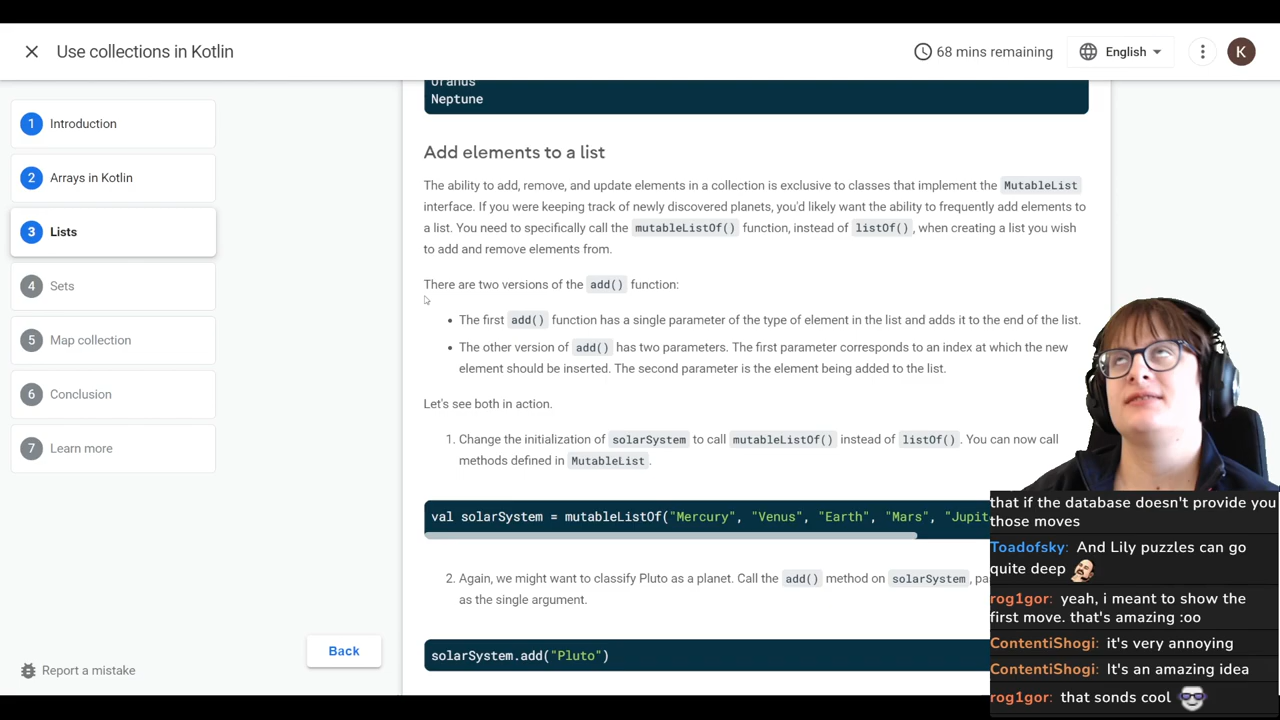 Use collections in Kotlin
68 mins remaining
English
K
1 Introduction
2 Arrays in Kotlin
3 Lists
4 Sets
5 Map collection
6 Conclusion
7 Learn more
Report a mistake
Uranus
Neptune
Add elements to a list
The ability to add, remove, and update elements in a collection is exclusive to classes that implement the MutableList
interface. If you were keeping track of newly discovered planets, you'd likely want the ability to frequently add elements to
a list. You need to specifically call the mutableListOf() function, instead of listOf(), when creating a list you wish
to add and remove elements from.
There are two versions of the add() function:
• The first add() function has a single parameter of the type of element in the list and adds it to the end of the list.
• The other version of add() has two parameters. The first parameter corresponds to an index at which the new
element should be inserted. The second parameter is the element being added to the list.
Let's see both in action.
1. Change the initialization of solarSystem to call mutableListOf() instead of listOf(). You can now call
methods defined in MutableList.
val solarSystem = mutableListOf("Mercury", "Venus", "Earth", "Mars", "Jupit
2. Again, we might want to classify Pluto as a planet. Call the add() method on solarSystem, pa
as the single argument.
solarSystem.add("Pluto")
Back
that if the database doesn't provide you
those moves
Toadofsky: And Lily puzzles can go
quite deep
rog1gor: yeah, i meant to show the
first move. that's amazing :oo
ContentiShogi: it's very annoying
ContentiShogi: It's an amazing idea
rog1gor: that sonds cool